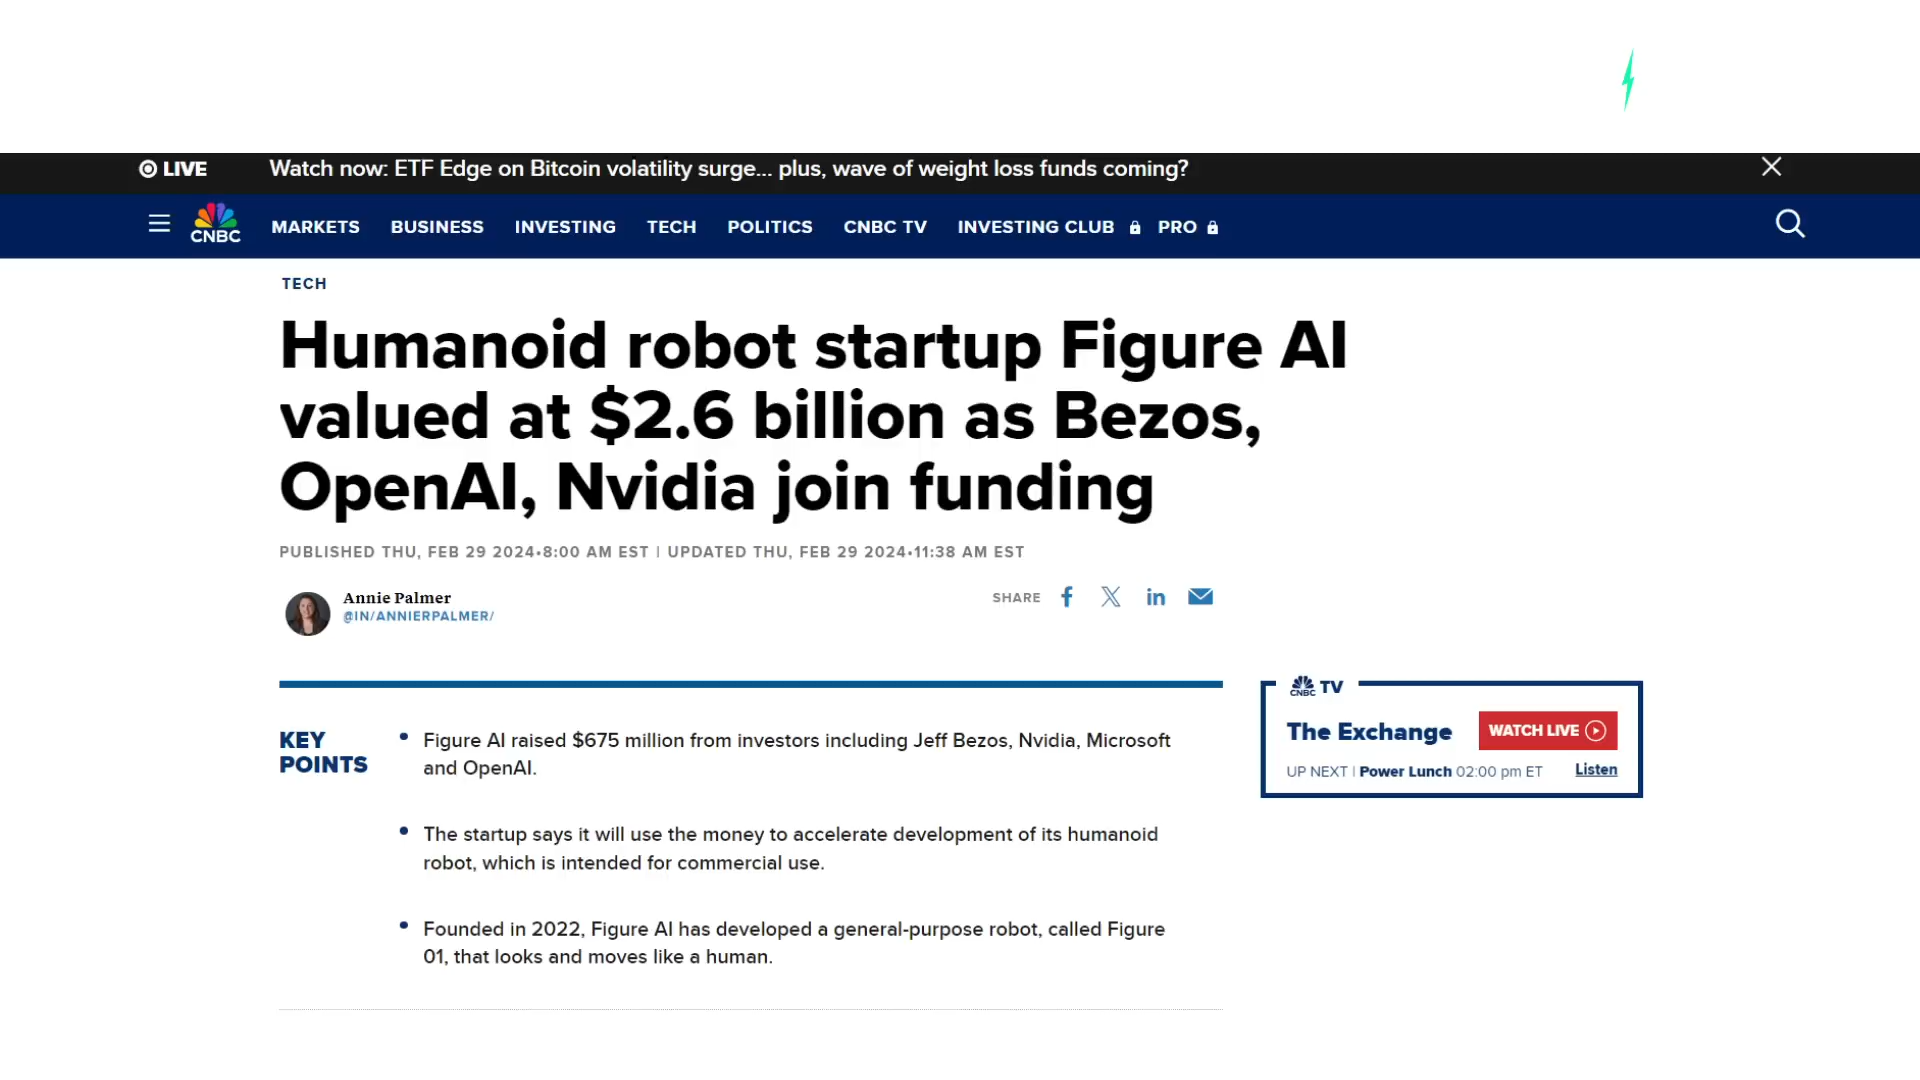 LIVE Watch now: ETF Edge on Bitcoin volatility surge... plus, wave of weight loss funds coming?
CNBC MARKETS BUSINESS INVESTING TECH POLITICS CNBC TV INVESTING CLUB PRO
TECH
Humanoid robot startup Figure AI
valued at $2.6 billion as Bezos,
OpenAI, Nvidia join funding
PUBLISHED THU, FEB 29 2024•8:00 AM EST | UPDATED THU, FEB 29 2024•11:38 AM EST
Annie Palmer
@IN/ANNIERPALMER/
SHARE
KEY
POINTS
• Figure AI raised $675 million from investors including Jeff Bezos, Nvidia, Microsoft
and OpenAI.
• The startup says it will use the money to accelerate development of its humanoid
robot, which is intended for commercial use.
• Founded in 2022, Figure AI has developed a general-purpose robot, called Figure
01, that looks and moves like a human.
CNBC TV
The Exchange WATCH LIVE
UP NEXT | Power Lunch 02:00 pm ET Listen